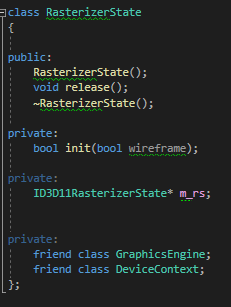 class RasterizerState
{
public:
RasterizerState();
void release();
~RasterizerState();
private:
bool init(bool wireframe);
private:
ID3D11RasterizerState* m_rs;
private:
friend class GraphicsEngine;
friend class DeviceContext;
};